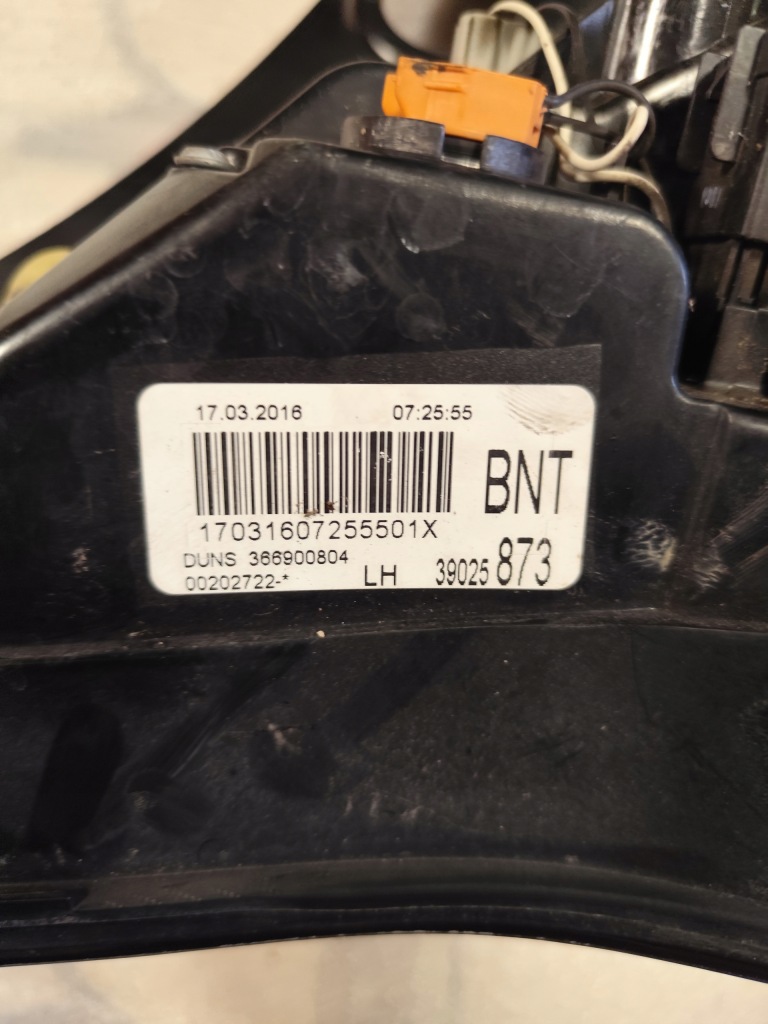 17.03.2016 07:25:55
BNT
17031607255501X
DUNS 366900804
00202722-* LH 39025 873